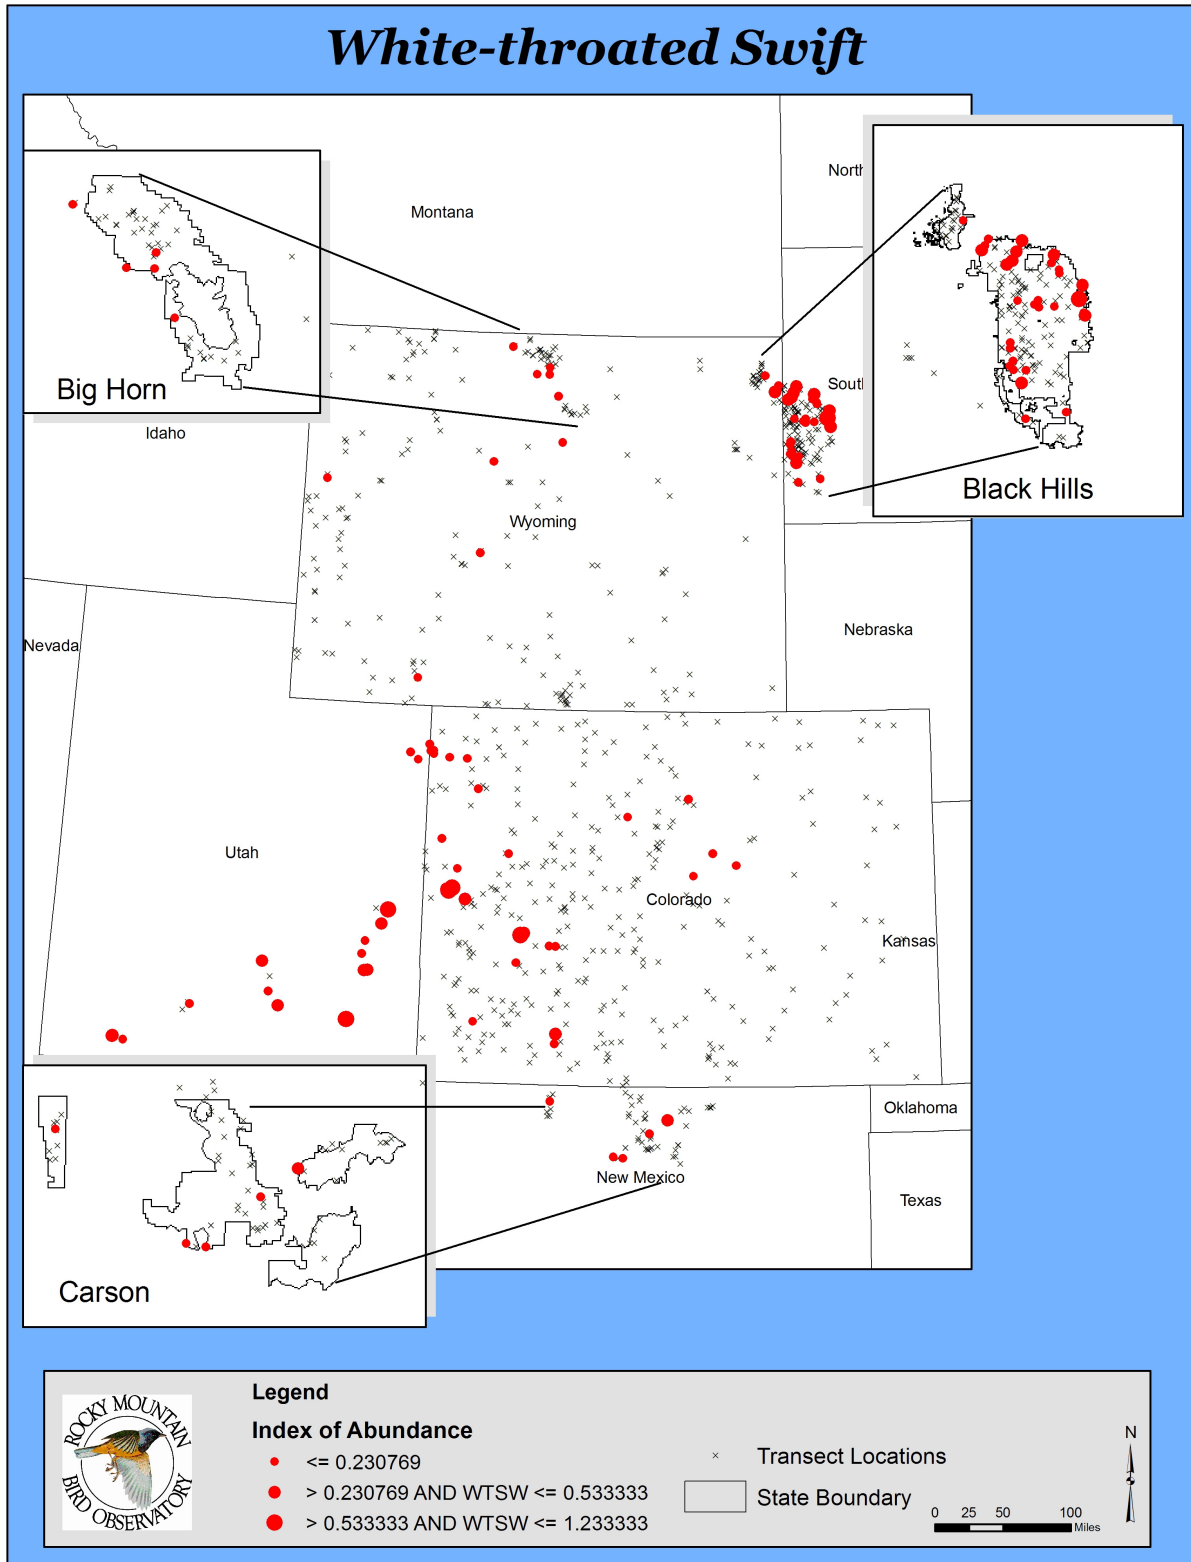 White-throated Swift
North
Montana
South
Big Horn
Idaho
Black Hills
Wyoming
Nevada
Nebraska
Utah
Colorado
Kansas
Oklahoma
New Mexico
Texas
Carson
Legend
Index of Abundance
<= 0.230769
> 0.230769 AND WTSW <= 0.533333
> 0.533333 AND WTSW <= 1.233333
Transect Locations
State Boundary
N
0 25 50 100
Miles
ROCKY MOUNTAIN
BIRD OBSERVATORY